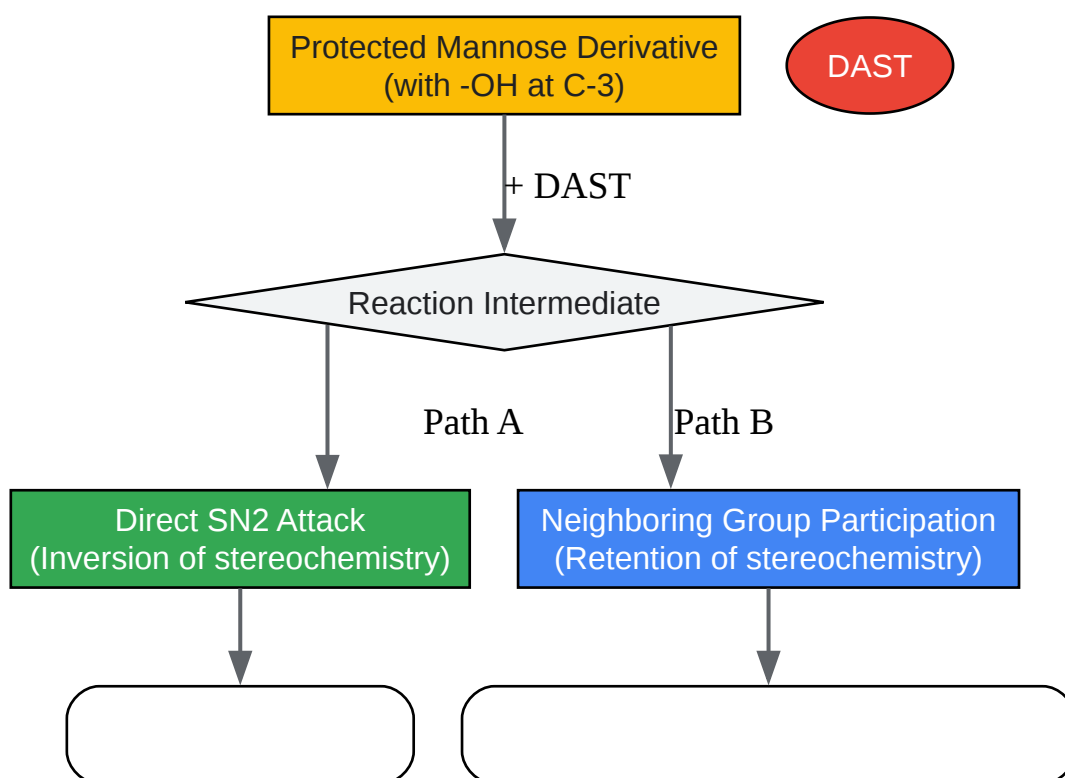 Protected Mannose Derivative
(with -OH at C-3)
DAST
+ DAST
Reaction Intermediate
Path A
Path B
Direct SN2 Attack
(Inversion of stereochemistry)
Neighboring Group Participation
(Retention of stereochemistry)